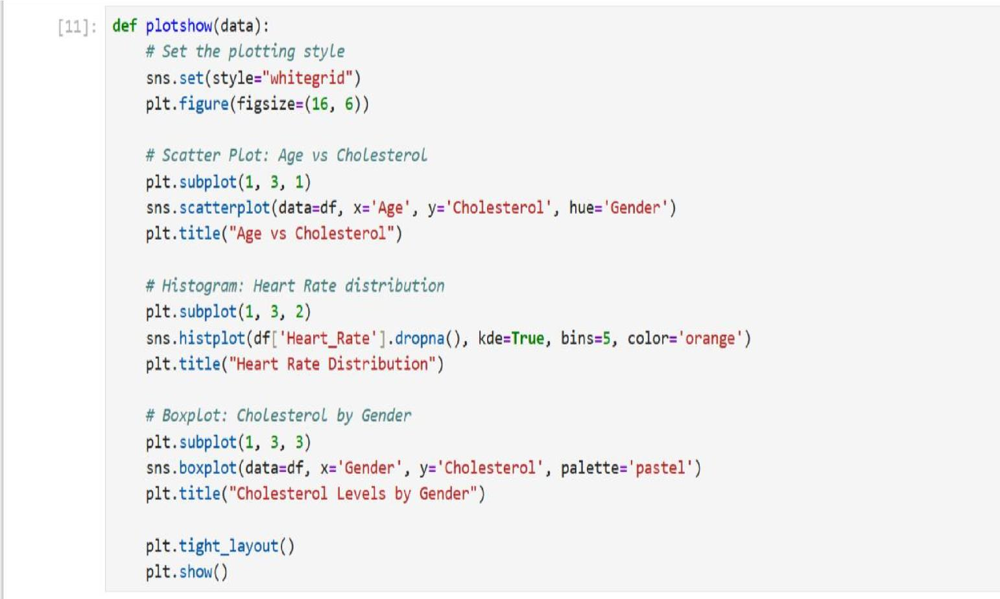 [11]: def plotshow(data):
# Set the plotting style
sns.set(style="whitegrid")
plt.figure(figsize=(16, 6))
# Scatter Plot: Age vs Cholesterol
plt.subplot(1, 3, 1)
sns.scatterplot(data=df, x='Age', y='Cholesterol', hue='Gender')
plt.title("Age vs Cholesterol")
# Histogram: Heart Rate distribution
plt.subplot(1, 3, 2)
sns.histplot(df['Heart_Rate'].dropna(), kde=True, bins=5, color='orange')
plt.title("Heart Rate Distribution")
# Boxplot: Cholesterol by Gender
plt.subplot(1, 3, 3)
sns.boxplot(data=df, x='Gender', y='Cholesterol', palette='pastel')
plt.title("Cholesterol Levels by Gender")
plt.tight_layout()
plt.show()